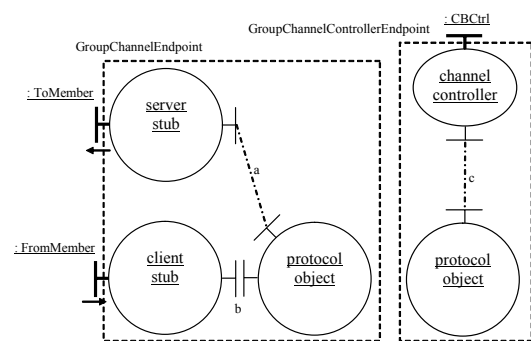 : CBCtrl
GroupChannelControllerEndpoint
GroupChannelEndpoint
: ToMember
server
stub
channel
controller
a
c
: FromMember
client
stub
protocol
object
protocol
object
b